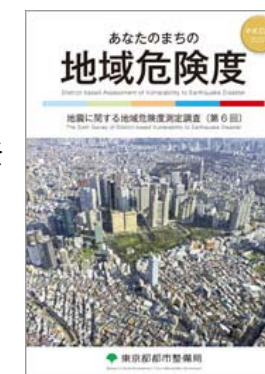 あなたのまちの
地域危険度
District-based Assessment of Vulnerability to Earthquake Disaster
地震に関する地域危険度測定調査（第6回）
The Sixth Survey of District-based Vulnerability to Earthquake Disaster
東京都都市整備局